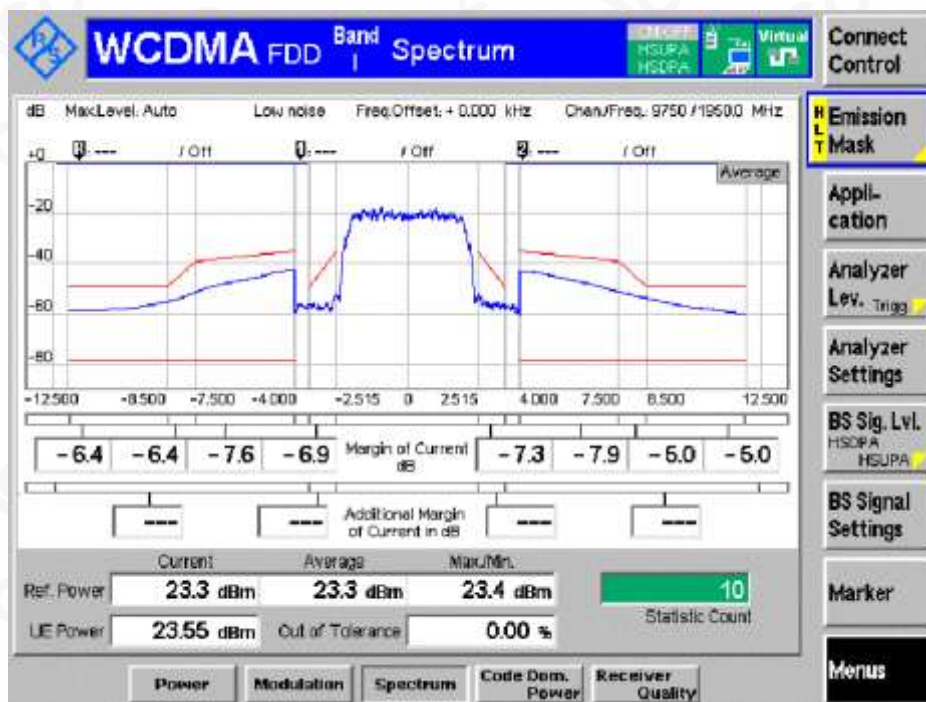 WCDMA FDD Band I Spectrum
HSUPA
HSDPA
Virtual
Connect Control
dB Max.Level: Auto Low noise Freq.Offset: + 0.000 kHz Chan./Freq.: 9750 / 1950.0 MHz
--- / Off --- / Off 2: --- / Off
Average
+0
-20
-40
-60
-80
-12.500 -8.500 -7.500 -4.000 -2.515 0 2.515 4.000 7.500 8.500 12.500
-6.4 -6.4 -7.6 -6.9 Margin of Current dB -7.3 -7.9 -5.0 -5.0
--- --- Additional Margin of Current in dB --- ---
Current Average Max./Min.
Ref. Power 23.3 dBm 23.3 dBm 23.4 dBm 10
Statistic Count
UE Power 23.55 dBm Out of Tolerance 0.00 %
Power Modulation Spectrum Code Dom. Power Receiver Quality
HLT
Emission Mask
Appli-
cation
Analyzer
Lev. Trigg
Analyzer
Settings
BS Sig. Lvl.
HSDPA
HSUPA
BS Signal
Settings
Marker
Menus